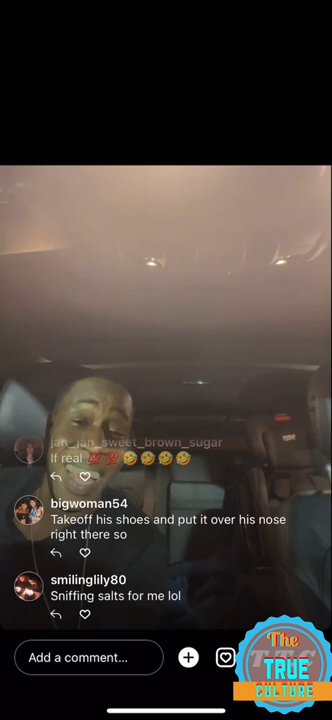 jan_jan_sweet_brown_sugar
If real 💯 💯 🤣 🤣 🤣 🤣
bigwoman54
Takeoff his shoes and put it over his nose
right there so
smilinglily80
Sniffing salts for me lol
Add a comment...
The
T.T.C
TRUE
CULTURE